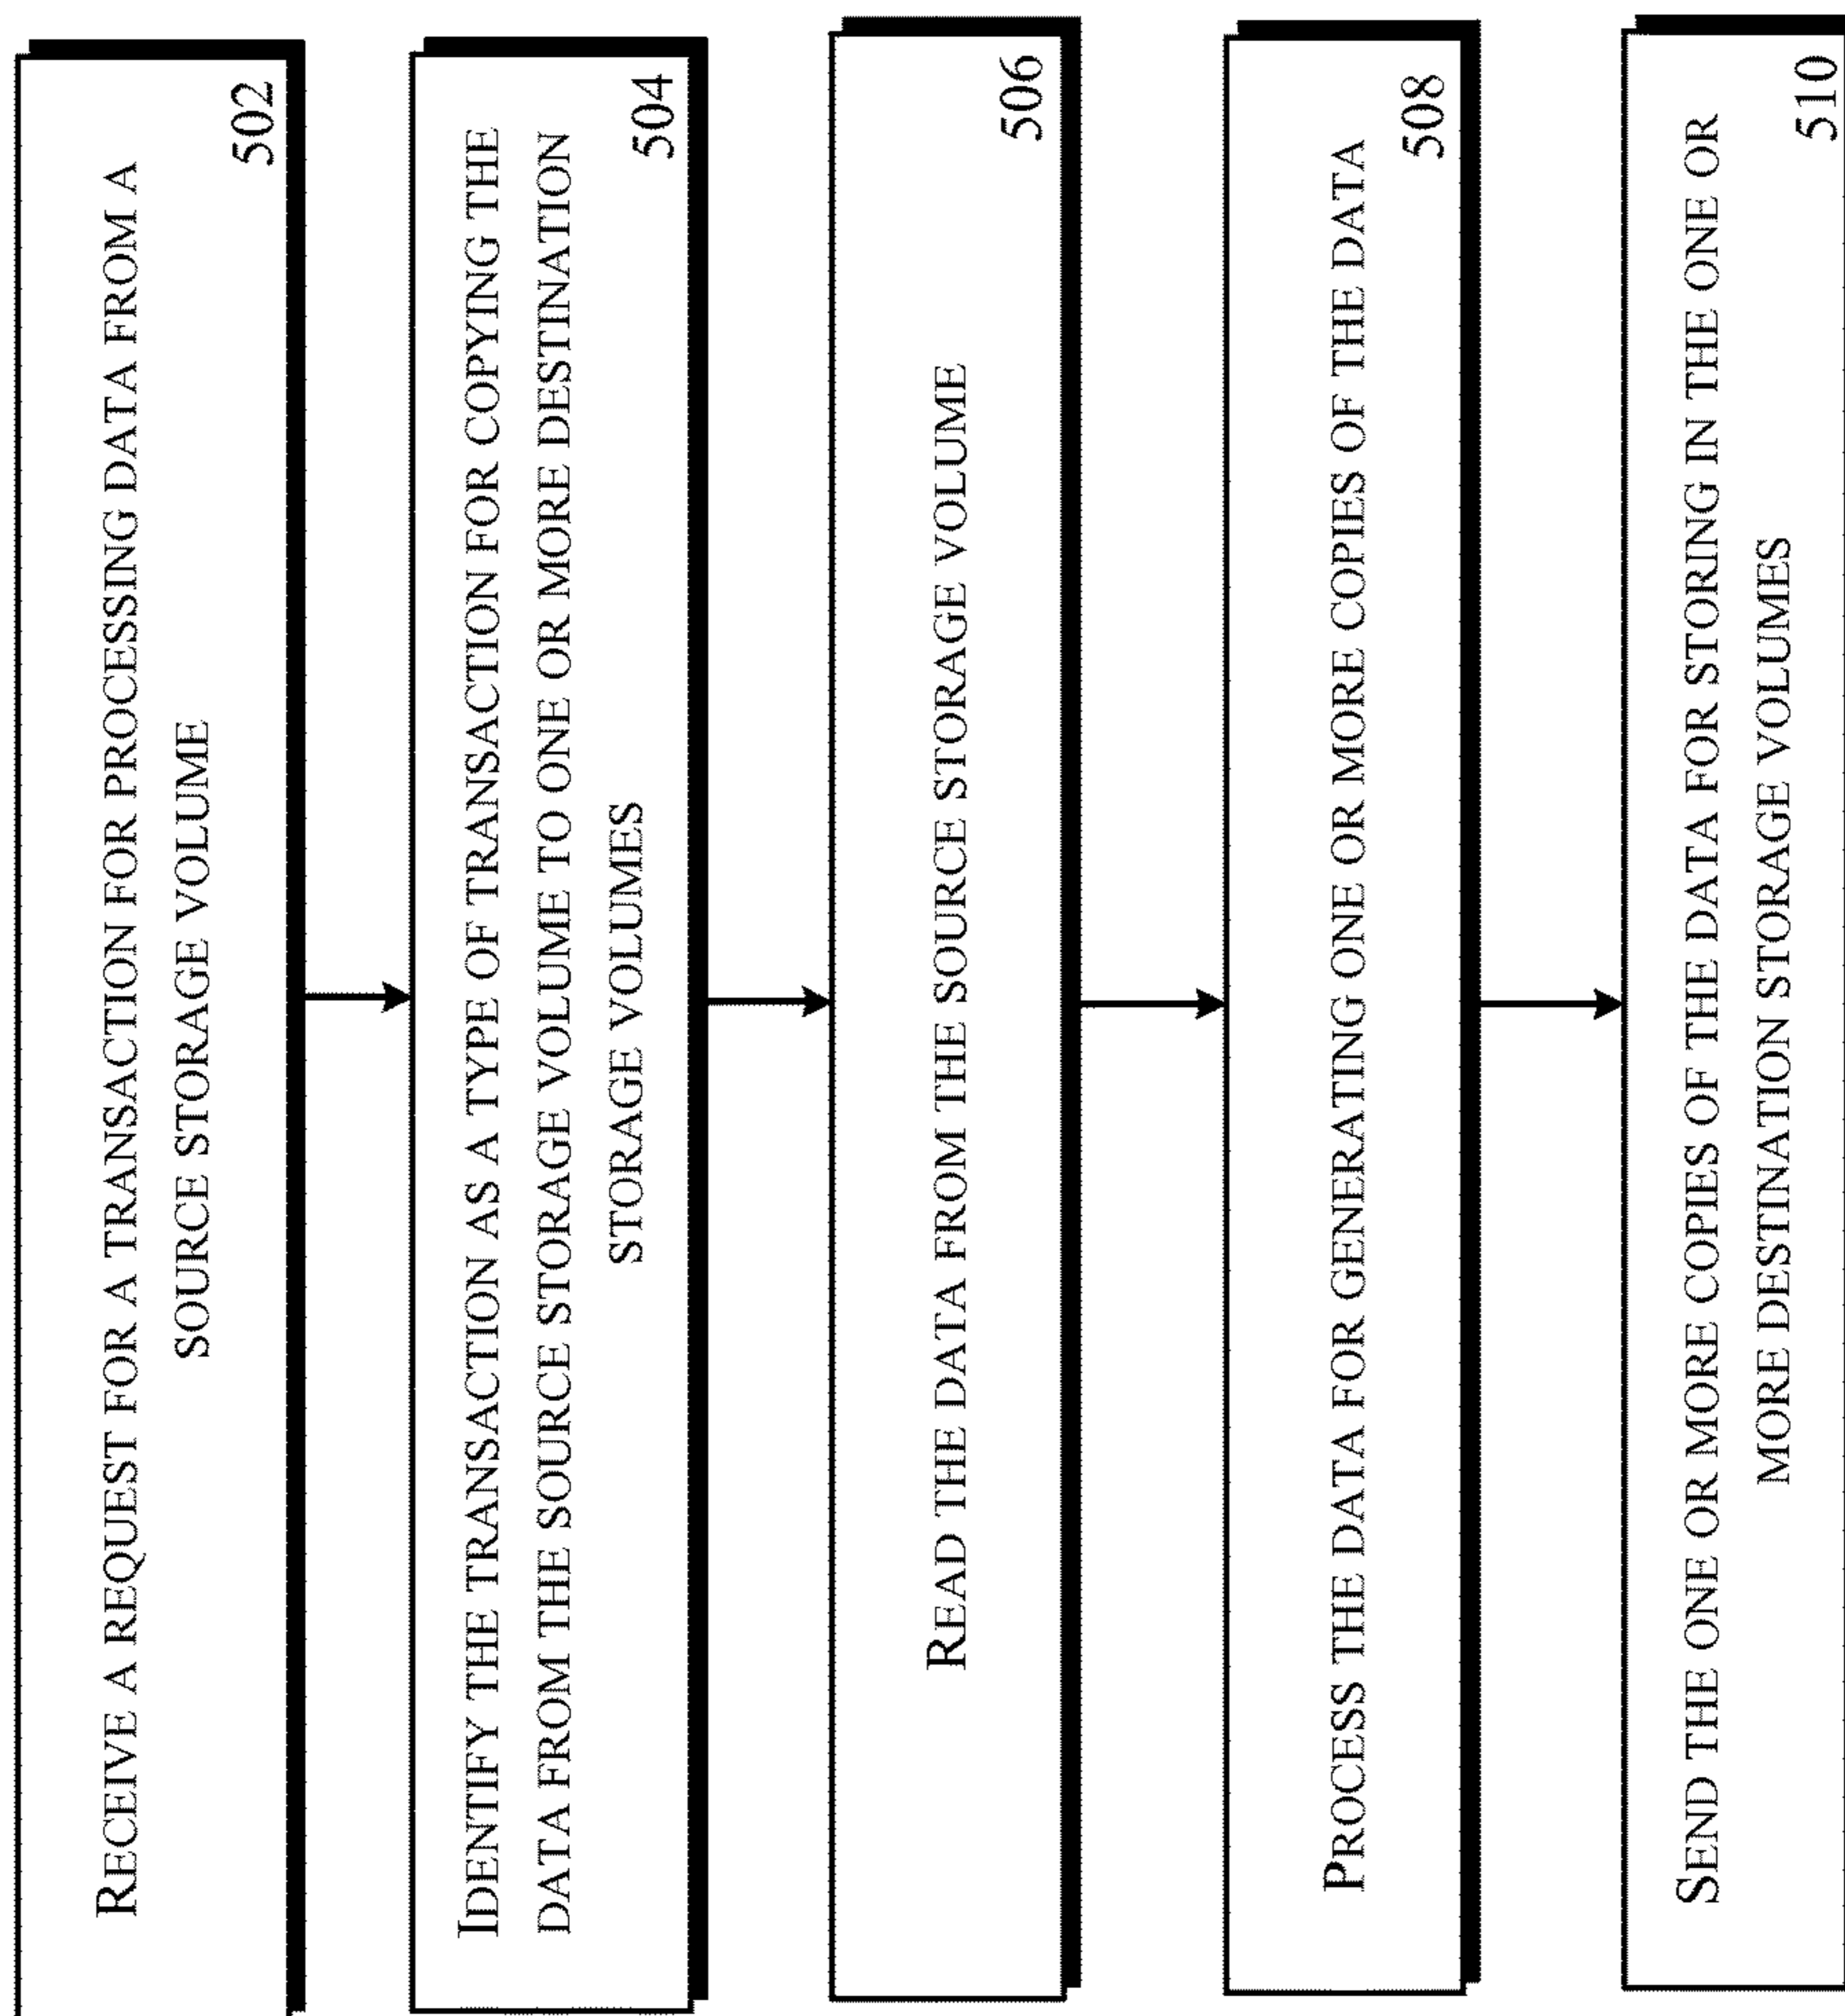 RECEIVE A REQUEST FOR A TRANSACTION FOR PROCESSING DATA FROM A
SOURCE STORAGE VOLUME
502
IDENTIFY THE TRANSACTION AS A TYPE OF TRANSACTION FOR COPYING THE
DATA FROM THE SOURCE STORAGE VOLUME TO ONE OR MORE DESTINATION
STORAGE VOLUMES
504
READ THE DATA FROM THE SOURCE STORAGE VOLUME
506
PROCESS THE DATA FOR GENERATING ONE OR MORE COPIES OF THE DATA
508
SEND THE ONE OR MORE COPIES OF THE DATA FOR STORING IN THE ONE OR
MORE DESTINATION STORAGE VOLUMES
510